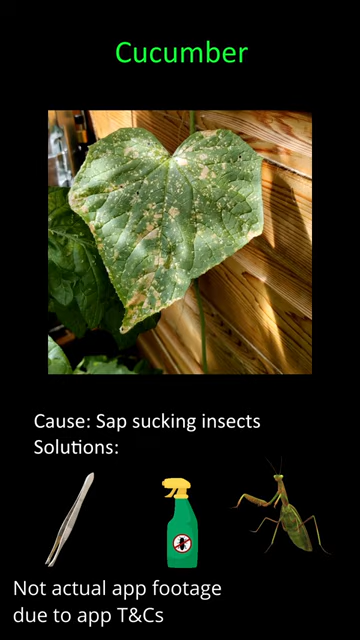 Cucumber
Cause: Sap sucking insects
Solutions:
Not actual app footage
due to app T&Cs